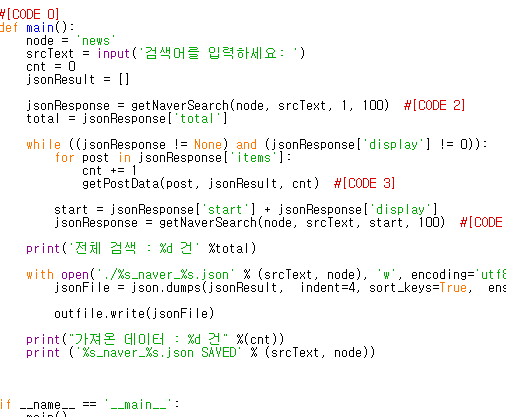 #[CODE 0]
def main():
    node = 'news'
    srcText = input('검색어를 입력하세요: ')
    cnt = 0
    jsonResult = []
    jsonResponse = getNaverSearch(node, srcText, 1, 100)  #[CODE 2]
    total = jsonResponse['total']
    while ((jsonResponse != None) and (jsonResponse['display'] != 0)):
        for post in jsonResponse['items']:
            cnt += 1
            getPostData(post, jsonResult, cnt)  #[CODE 3]
        start = jsonResponse['start'] + jsonResponse['display']
        jsonResponse = getNaverSearch(node, srcText, start, 100)  #[CODE
    print('전체 검색 : %d 건' %total)
    with open('./%s_naver_%s.json' % (srcText, node), 'w', encoding='utf8
        jsonFile = json.dumps(jsonResult,  indent=4, sort_keys=True,  ens
        outfile.write(jsonFile)
    print("가져온 데이터 : %d 건" %(cnt))
    print ('%s_naver_%s.json SAVED' % (srcText, node))
if __name__ == '__main__':
    main()